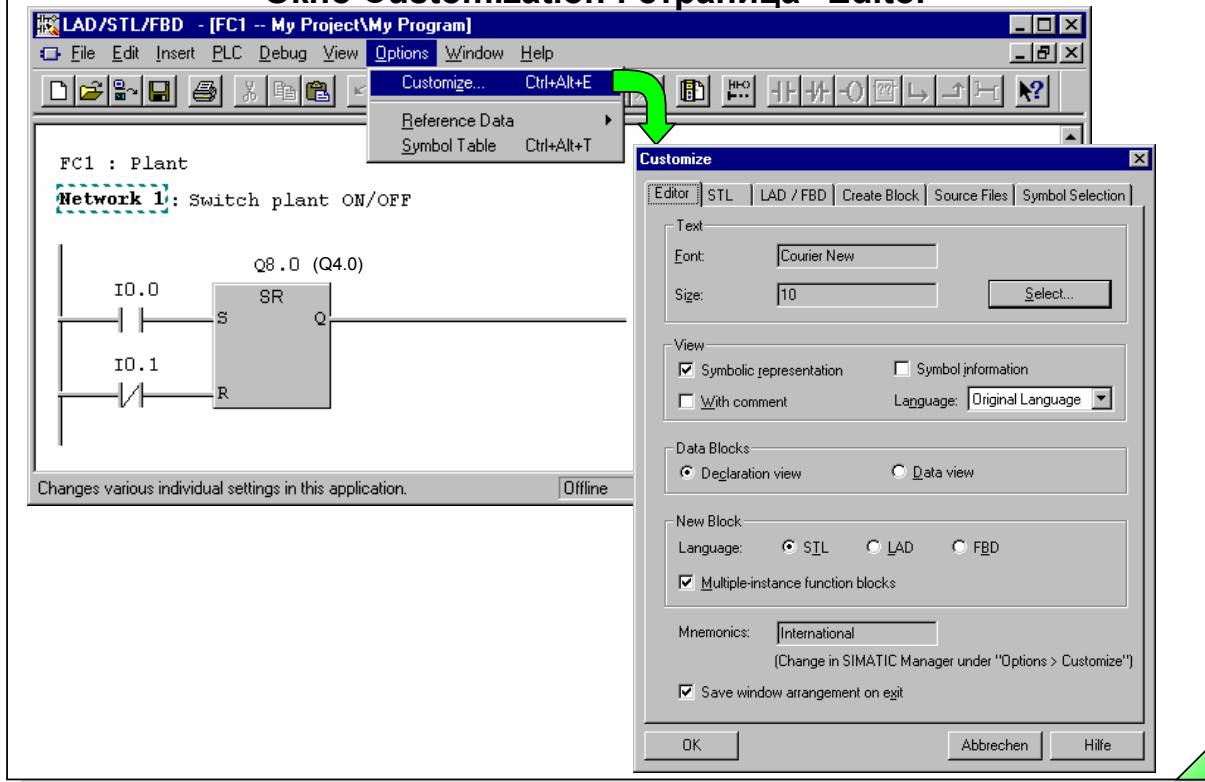 Окно Customization : страница "Editor"
LAD/STL/FBD - [FC1 -- My Project\My Program]
File Edit Insert PLC Debug View Options Window Help
Customize... Ctrl+Alt+E
Reference Data
Symbol Table Ctrl+Alt+T
FC1 : Plant
Network 1: Switch plant ON/OFF
Q8.0 (Q4.0)
I0.0
SR
S Q
I0.1
R
Changes various individual settings in this application. Offline
Customize
Editor STL LAD / FBD Create Block Source Files Symbol Selection
Text
Font: Courier New
Size: 10 Select...
View
Symbolic representation Symbol information
With comment Language: Original Language
Data Blocks
Declaration view Data view
New Block
Language: STL LAD FBD
Multiple-instance function blocks
Mnemonics: International
(Change in SIMATIC Manager under "Options > Customize")
Save window arrangement on exit
OK Abbrechen Hilfe